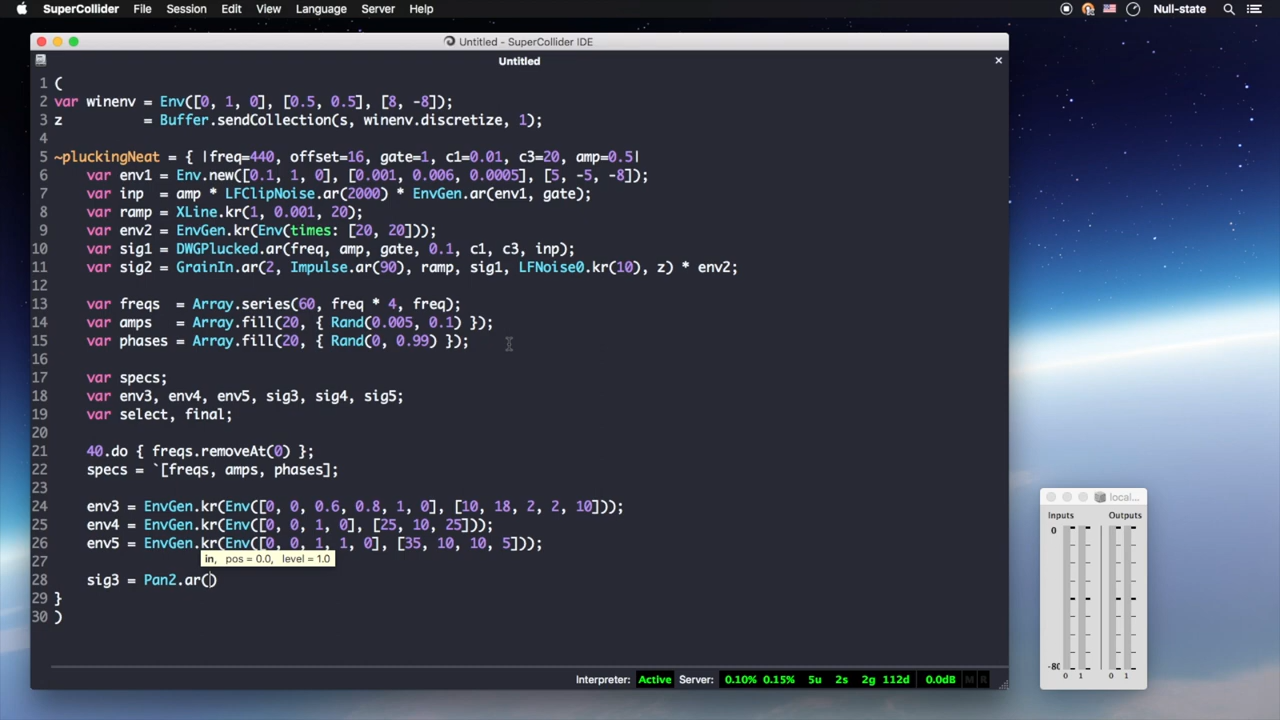 SuperCollider File Session Edit View Language Server Help Null-state
Untitled - SuperCollider IDE
Untitled
1 (
2 var winenv = Env([0, 1, 0], [0.5, 0.5], [8, -8]);
3 z = Buffer.sendCollection(s, winenv.discretize, 1);
4
5 ~pluckingNeat = { |freq=440, offset=16, gate=1, c1=0.01, c3=20, amp=0.5|
6 var env1 = Env.new([0.1, 1, 0], [0.001, 0.006, 0.0005], [5, -5, -8]);
7 var inp = amp * LFClipNoise.ar(2000) * EnvGen.ar(env1, gate);
8 var ramp = XLine.kr(1, 0.001, 20);
9 var env2 = EnvGen.kr(Env(times: [20, 20]));
10 var sig1 = DWGPlucked.ar(freq, amp, gate, 0.1, c1, c3, inp);
11 var sig2 = GrainIn.ar(2, Impulse.ar(90), ramp, sig1, LFNoise0.kr(10), z) * env2;
12
13 var freqs = Array.series(60, freq * 4, freq);
14 var amps = Array.fill(20, { Rand(0.005, 0.1) });
15 var phases = Array.fill(20, { Rand(0, 0.99) });
16
17 var specs;
18 var env3, env4, env5, sig3, sig4, sig5;
19 var select, final;
20
21 40.do { freqs.removeAt(0) };
22 specs = `[freqs, amps, phases];
23
24 env3 = EnvGen.kr(Env([0, 0, 0.6, 0.8, 1, 0], [10, 18, 2, 2, 10]));
25 env4 = EnvGen.kr(Env([0, 0, 1, 0], [25, 10, 25]));
26 env5 = EnvGen.kr(Env([0, 0, 1, 1, 0], [35, 10, 10, 5]));
in, pos = 0.0, level = 1.0
27
28 sig3 = Pan2.ar()
29 }
30 )
Interpreter: Active Server: 0.10% 0.15% 5u 2s 2g 112d 0.0dB M R
local...
Inputs Outputs
0
-80
0 1 0 1